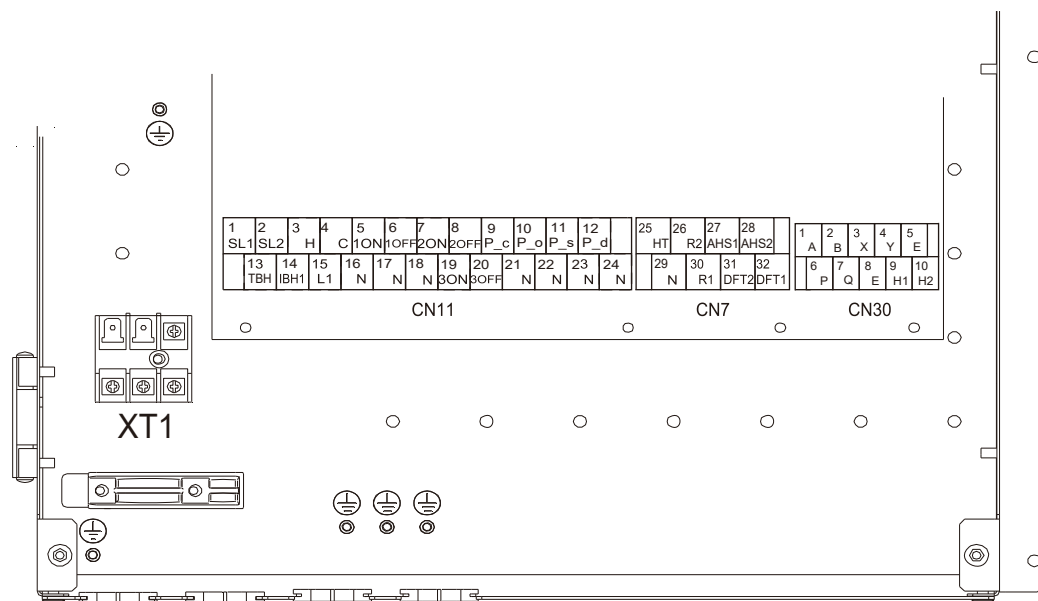 1 2 3 4 5 6 7 8 9 10 11 12
SL1 SL2 H C 1ON 1OFF 2ON 2OFF P_c P_o P_s P_d
13 14 15 16 17 18 19 20 21 22 23 24
TBH IBH1 L1 N N N 3ON 3OFF N N N N
CN11
25 26 27 28
HT R2 AHS1 AHS2
29 30 31 32
N R1 DFT2 DFT1
CN7
1 2 3 4 5
A B X Y E
6 7 8 9 10
P Q E H1 H2
CN30
XT1